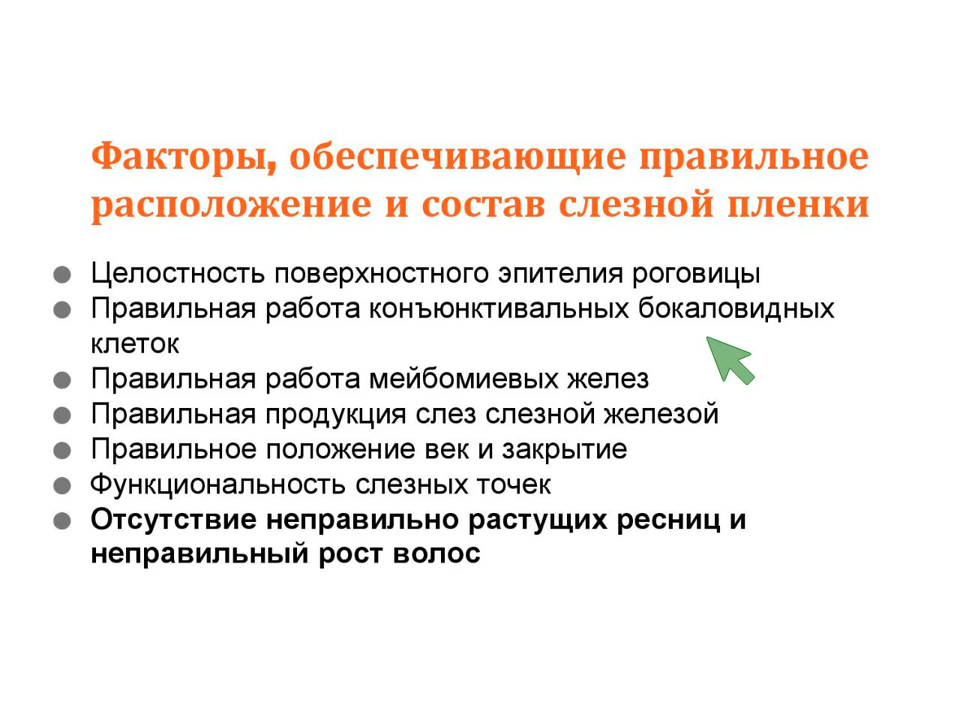 Факторы, обеспечивающие правильное
расположение и состав слезной пленки
Целостность поверхностного эпителия роговицы
Правильная работа конъюнктивальных бокаловидных
клеток
Правильная работа мейбомиевых желез
Правильная продукция слез слезной железой
Правильное положение век и закрытие
Функциональность слезных точек
Отсутствие неправильно растущих ресниц и
неправильный рост волос